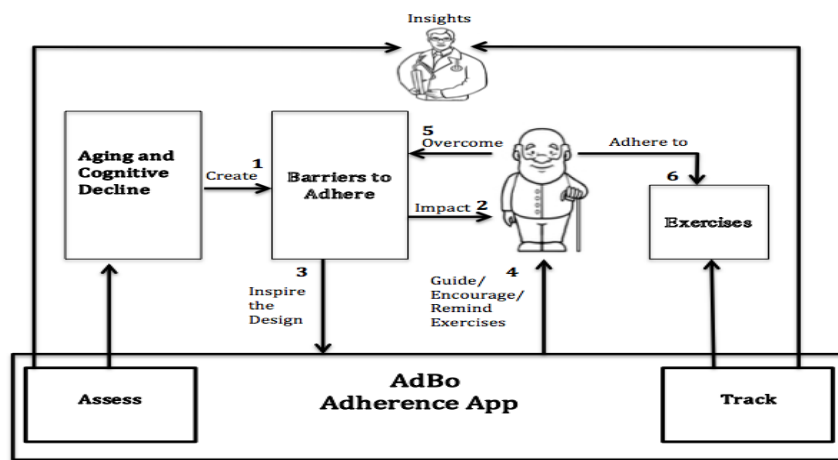 Insights
Aging and
Cognitive
Decline
1
Create
Barriers to
Adhere
5
Overcome
Impact 2
Adhere to
6
Exercises
3
Inspire
the
Design
4
Guide/
Encourage/
Remind
Exercises
Assess
AdBo
Adherence App
Track